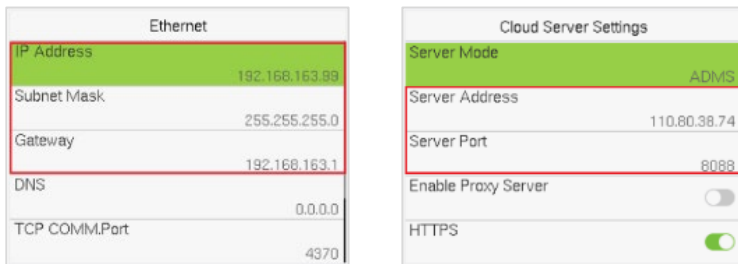 Ethernet
IP Address
192.168.163.99
Subnet Mask
255.255.255.0
Gateway
192.168.163.1
DNS
0.0.0.0
TCP COMM.Port
4370
Cloud Server Settings
Server Mode
ADMS
Server Address
110.80.38.74
Server Port
8088
Enable Proxy Server
HTTPS